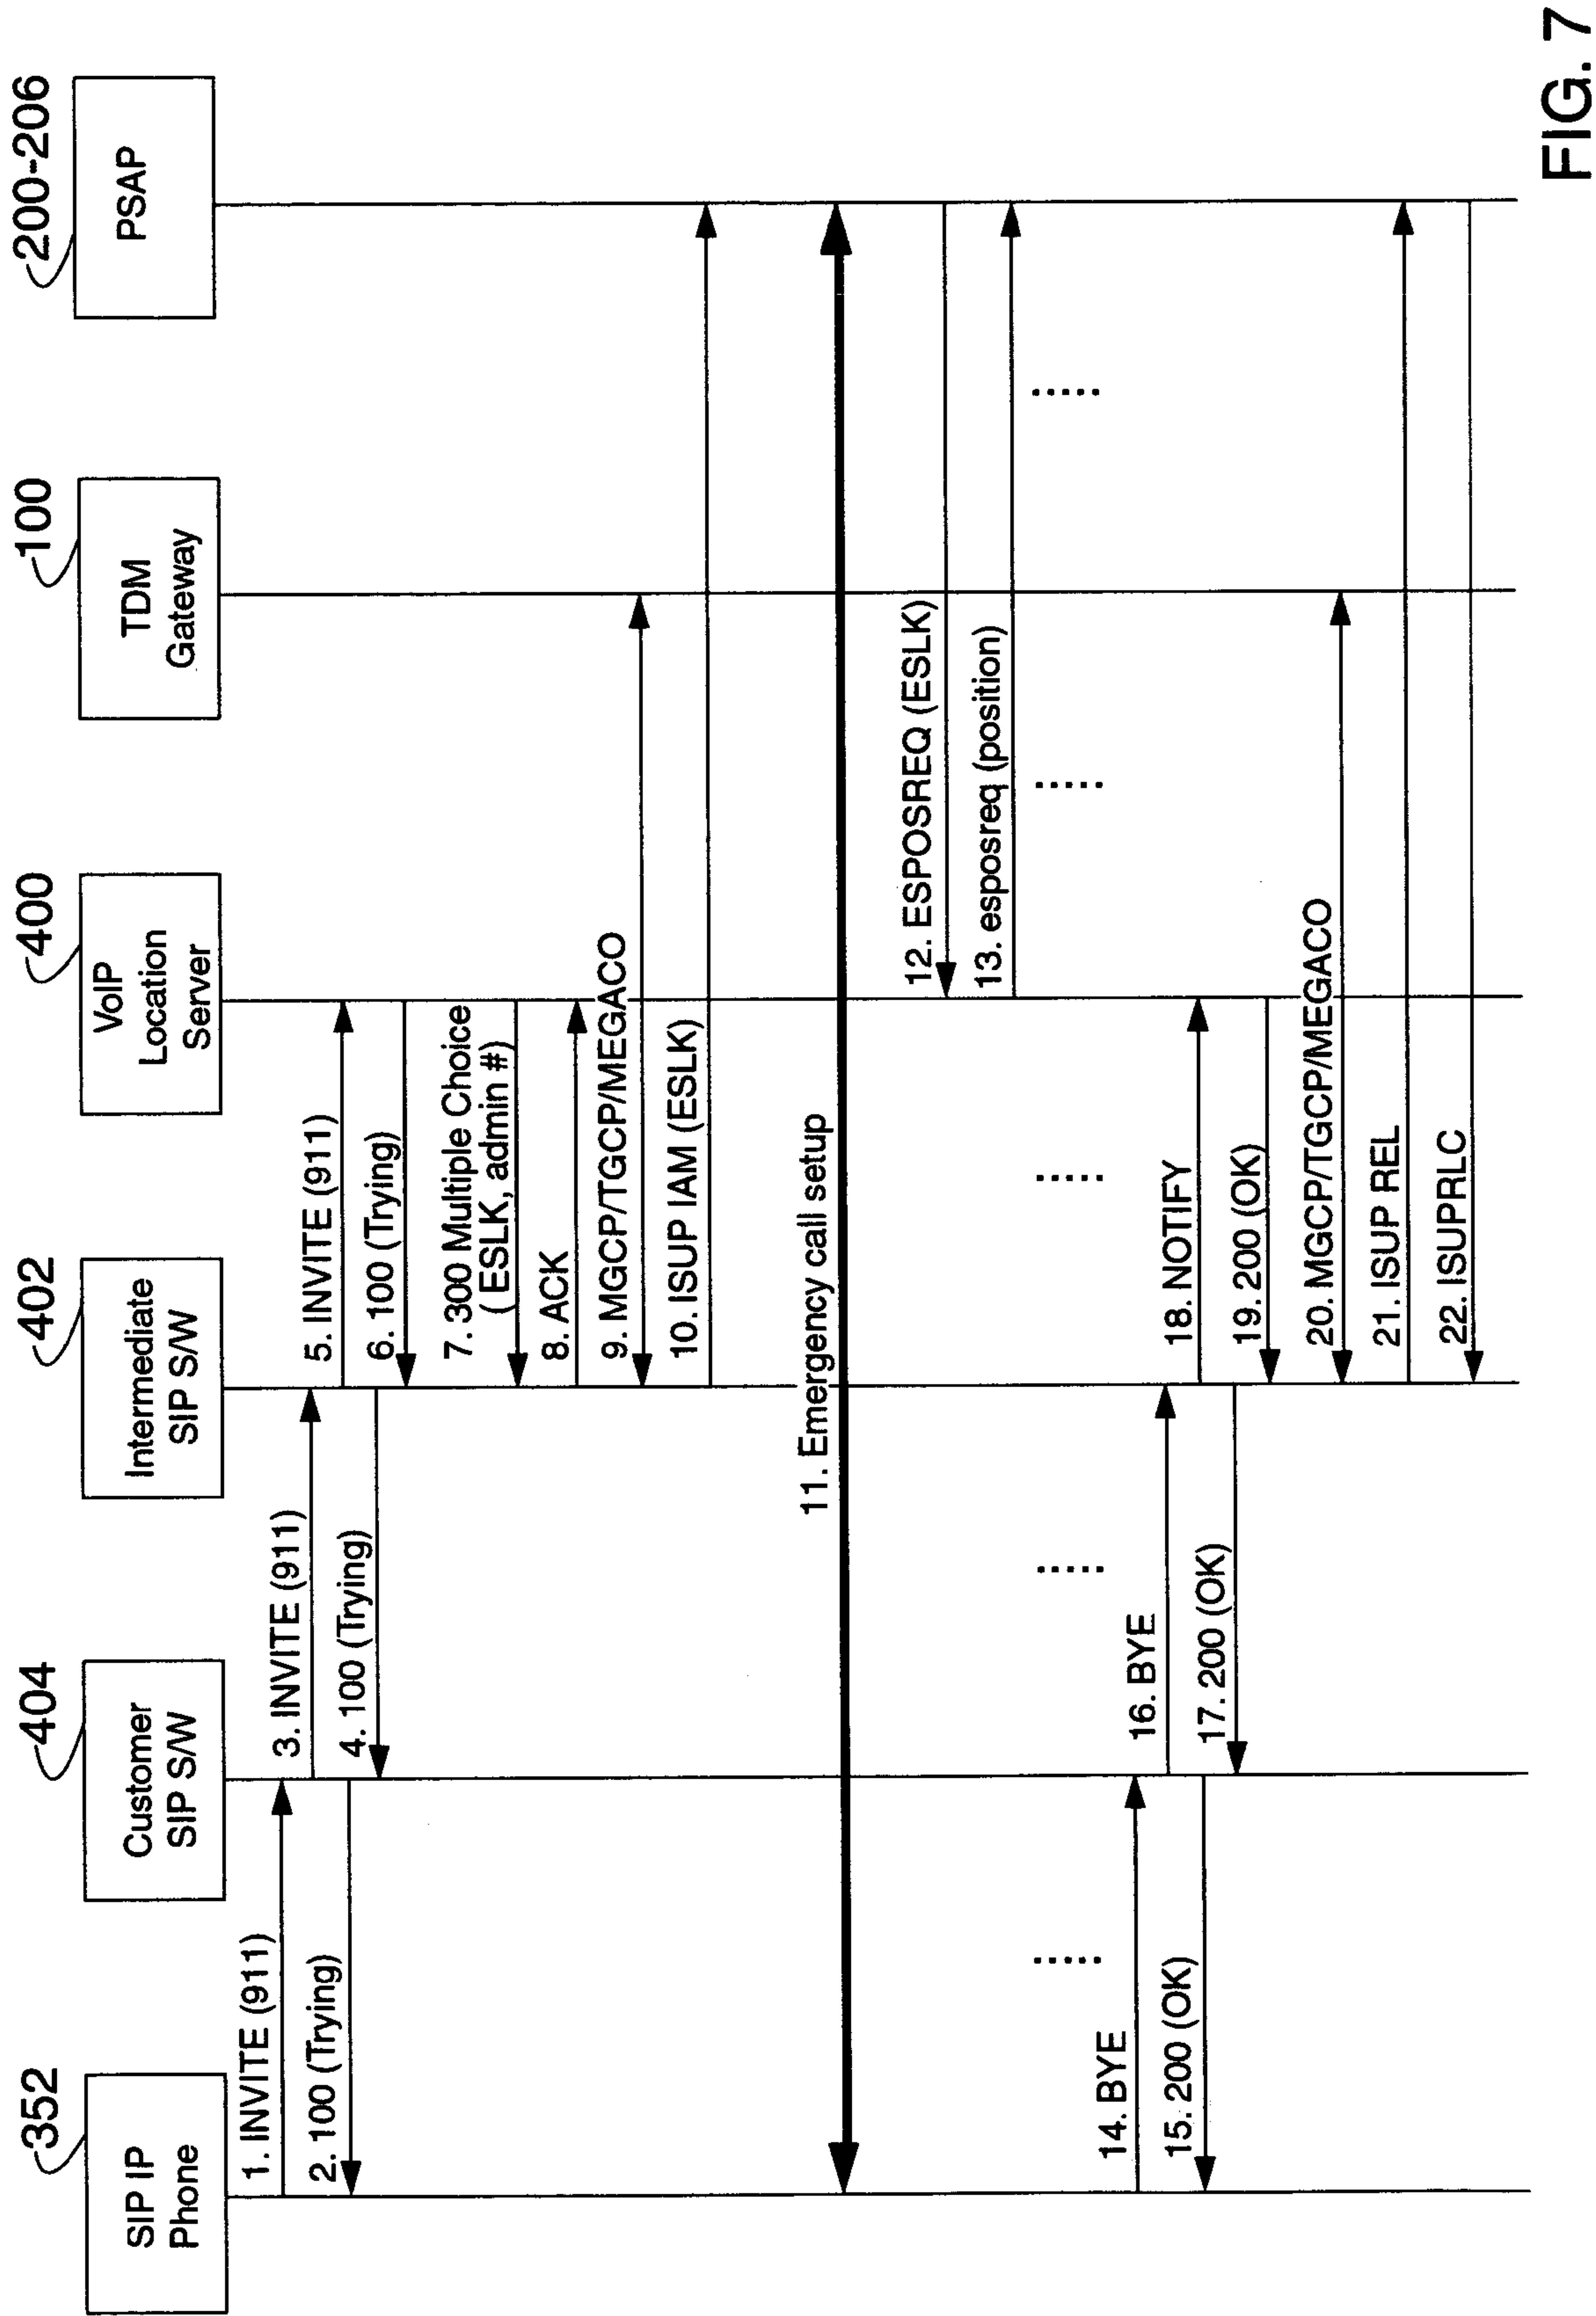 352
404
402
400
100
200-206
SIP IP
Phone
Customer
SIP S/W
Intermediate
SIP S/W
VoIP
Location
Server
TDM
Gateway
PSAP
1. INVITE (911)
2. 100 (Trying)
3. INVITE (911)
4. 100 (Trying)
5. INVITE (911)
6. 100 (Trying)
7. 300 Multiple Choice
( ESLK, admin #)
8. ACK
9. MGCP/TGCP/MEGACO
10. ISUP IAM (ESLK)
11. Emergency call setup
12. ESPOSREQ (ESLK)
13. esposreq (position)
.....
.....
.....
.....
.....
14. BYE
15. 200 (OK)
16. BYE
17. 200 (OK)
18. NOTIFY
19. 200 (OK)
20. MGCP/TGCP/MEGACO
21. ISUP REL
22. ISUPRLC
FIG. 7